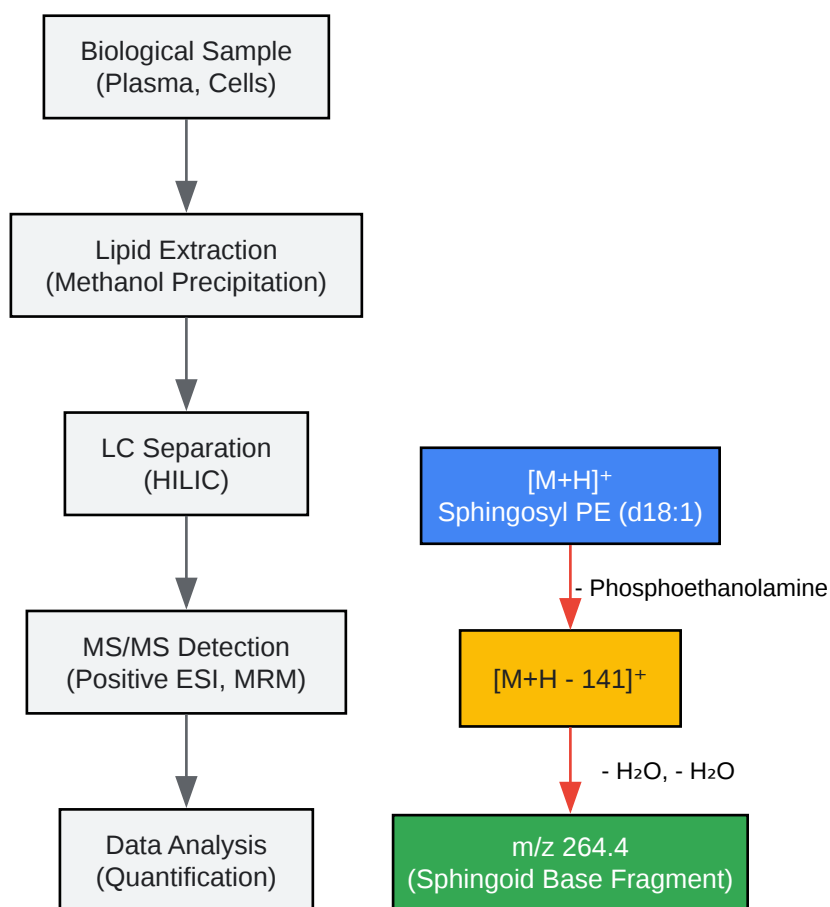 Biological Sample
(Plasma, Cells)
Lipid Extraction
(Methanol Precipitation)
LC Separation
(HILIC)
MS/MS Detection
(Positive ESI, MRM)
Data Analysis
(Quantification)
[M+H]⁺
Sphingosyl PE (d18:1)
- Phosphoethanolamine
[M+H - 141]⁺
- H₂O, - H₂O
m/z 264.4
(Sphingoid Base Fragment)